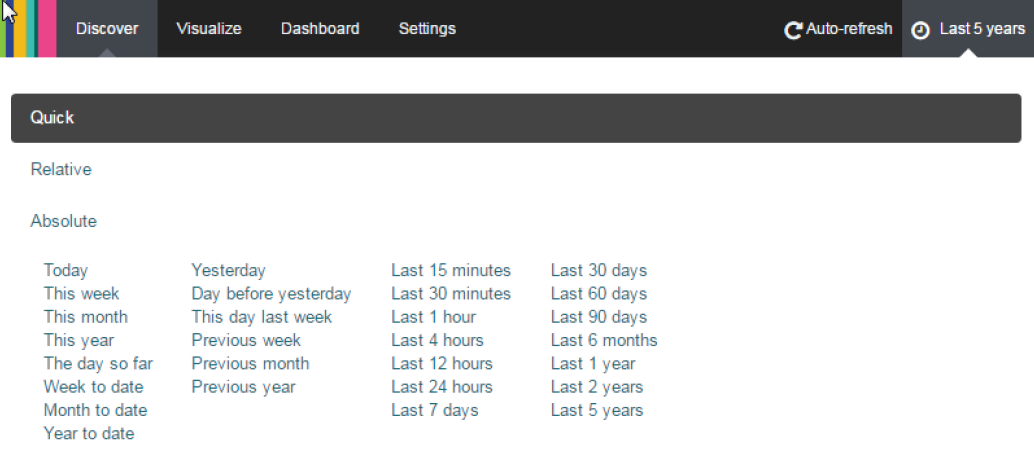 Discover Visualize Dashboard Settings Auto-refresh Last 5 years
Quick
Relative
Absolute
Today Yesterday Last 15 minutes Last 30 days
This week Day before yesterday Last 30 minutes Last 60 days
This month This day last week Last 1 hour Last 90 days
This year Previous week Last 4 hours Last 6 months
The day so far Previous month Last 12 hours Last 1 year
Week to date Previous year Last 24 hours Last 2 years
Month to date Last 7 days Last 5 years
Year to date